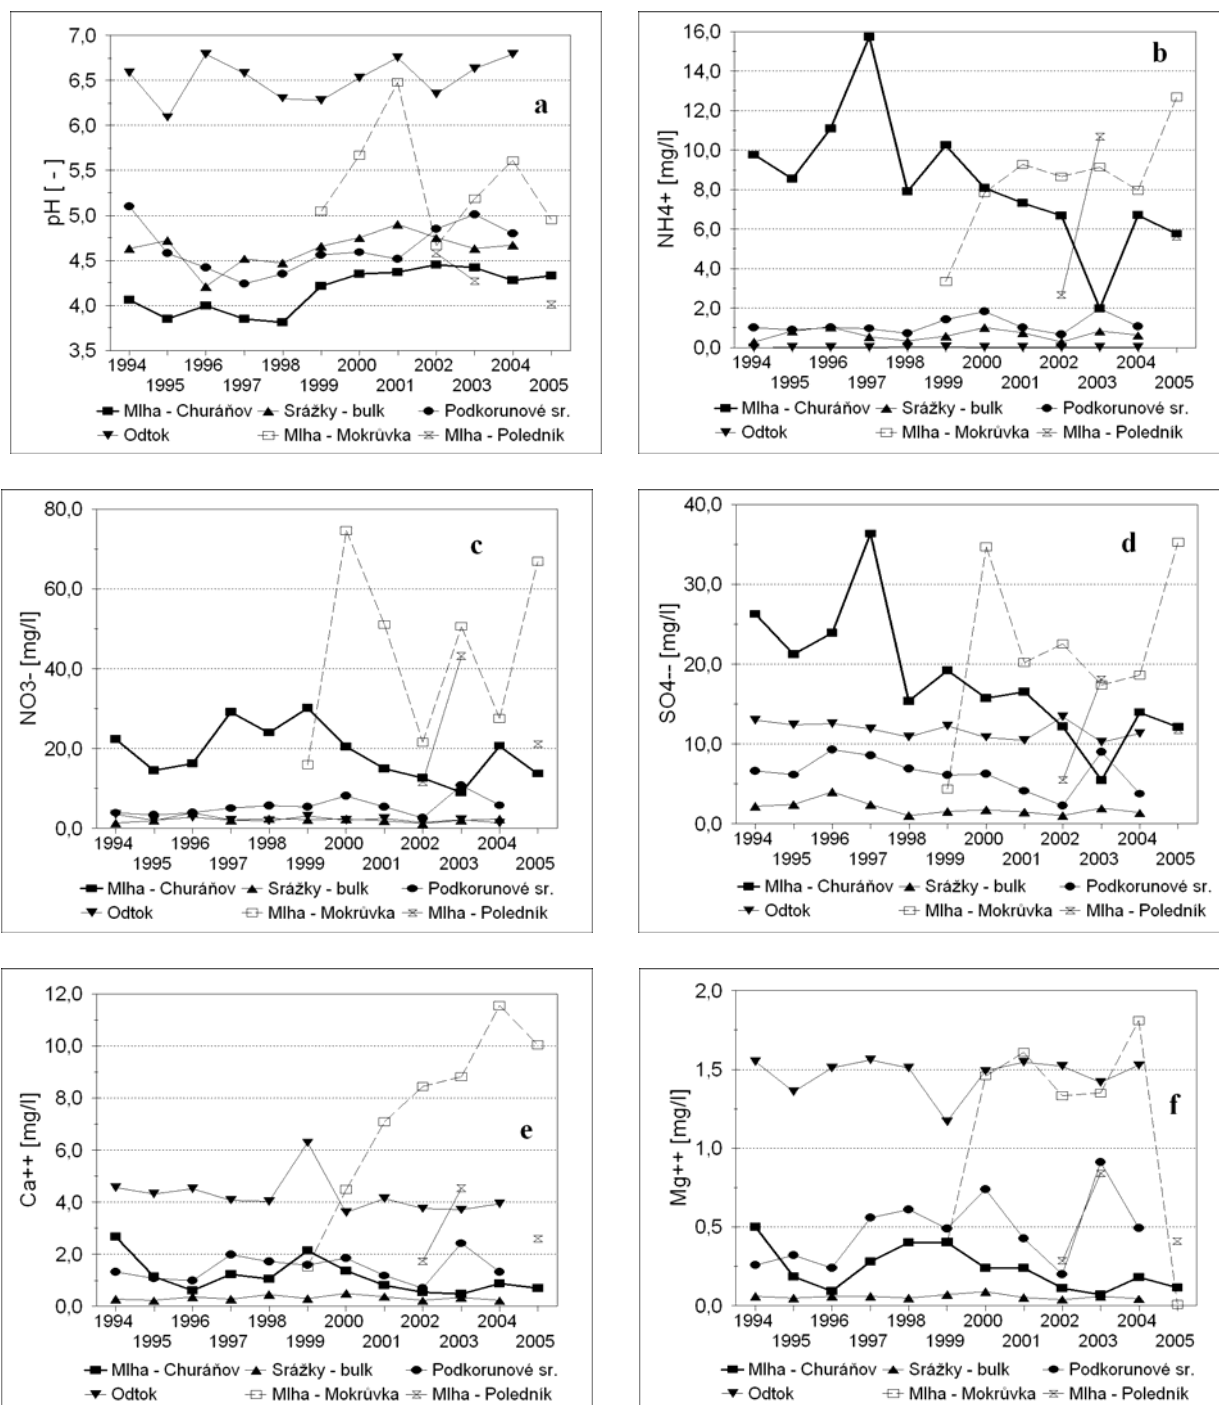 7,0
6,5
6,0
5,5
5,0
4,5
4,0
3,5
pH [ - ]
a
1994 1996 1998 2000 2002 2004
1995 1997 1999 2001 2003 2005
Mlha - Churáňov Srážky - bulk Podkorunové sr.
Odtok Mlha - Mokrůvka Mlha - Poledník
16,0
14,0
12,0
10,0
8,0
6,0
4,0
2,0
0,0
NH4+ [mg/l]
b
1994 1996 1998 2000 2002 2004
1995 1997 1999 2001 2003 2005
Mlha - Churáňov Srážky - bulk Podkorunové sr.
Odtok Mlha - Mokrůvka Mlha - Poledník
80,0
60,0
40,0
20,0
0,0
NO3- [mg/l]
c
1994 1996 1998 2000 2002 2004
1995 1997 1999 2001 2003 2005
Mlha - Churáňov Srážky - bulk Podkorunové sr.
Odtok Mlha - Mokrůvka Mlha - Poledník
40,0
30,0
20,0
10,0
0,0
SO4-- [mg/l]
d
1994 1996 1998 2000 2002 2004
1995 1997 1999 2001 2003 2005
Mlha - Churáňov Srážky - bulk Podkorunové sr.
Odtok Mlha - Mokrůvka Mlha - Poledník
12,0
10,0
8,0
6,0
4,0
2,0
0,0
Ca++ [mg/l]
e
1994 1996 1998 2000 2002 2004
1995 1997 1999 2001 2003 2005
Mlha - Churáňov Srážky - bulk Podkorunové sr.
Odtok Mlha - Mokrůvka Mlha - Poledník
2,0
1,5
1,0
0,5
0,0
Mg++ [mg/l]
f
1994 1996 1998 2000 2002 2004
1995 1997 1999 2001 2003 2005
Mlha - Churáňov Srážky - bulk Podkorunové sr.
Odtok Mlha - Mokrůvka Mlha - Poledník